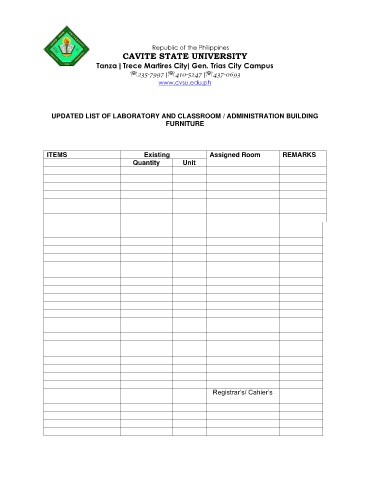 Republic of the Philippines
CAVITE STATE UNIVERSITY
Tanza | Trece Martires City| Gen. Trias City Campus
☎235-7997 |☎419-5247 |☎437-0693
www.cvsu.edu.ph
UPDATED LIST OF LABORATORY AND CLASSROOM / ADMINISTRATION BUILDING
FURNITURE
ITEMS Existing Assigned Room REMARKS
Quantity Unit
Registrar's/ Cahier's